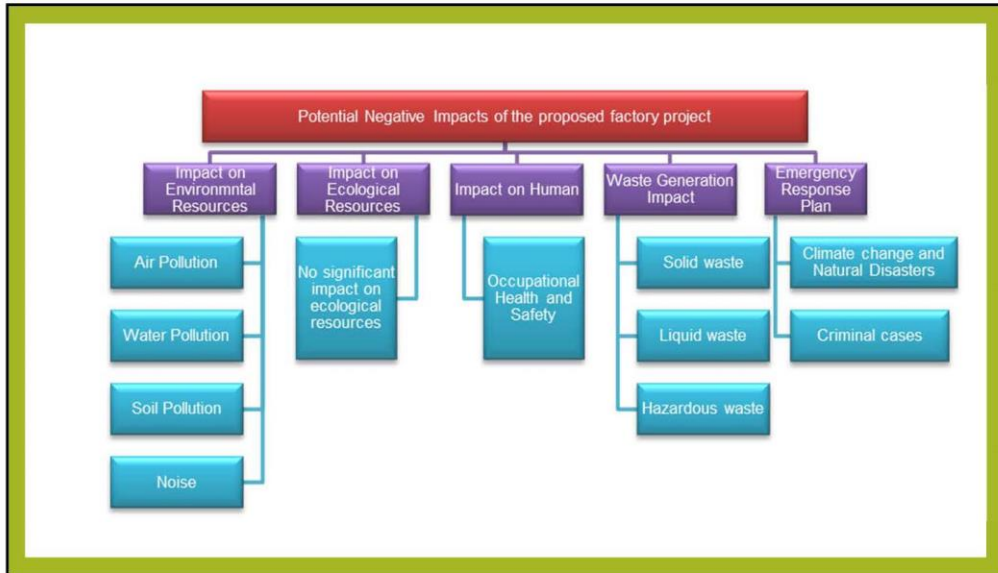 Potential Negative Impacts of the proposed factory project
Impact on
Environmntal
Resources
Impact on
Ecological
Resources
Impact on Human
Waste Generation
Impact
Emergency
Response
Plan
Air Pollution
Water Pollution
Soil Pollution
Noise
No significant
impact on
ecological
resources
Occupational
Health and
Safety
Solid waste
Liquid waste
Hazardous waste
Climate change and
Natural Disasters
Criminal cases